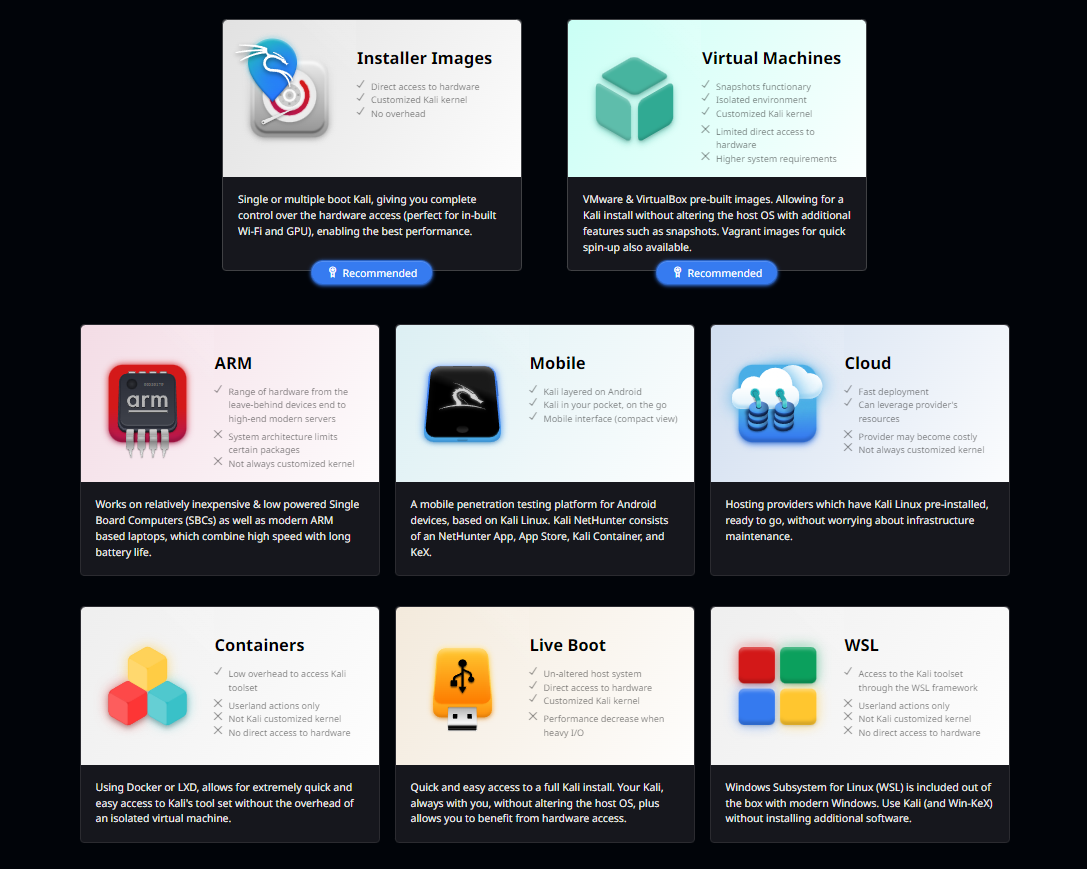 Installer Images
Direct access to hardware
Customized Kali kernel
No overhead
Single or multiple boot Kali, giving you complete
control over the hardware access (perfect for in-built
Wi-Fi and GPU), enabling the best performance.
Recommended
Virtual Machines
Snapshots functionary
Isolated environment
Customized Kali kernel
Limited direct access to
hardware
Higher system requirements
VMware & VirtualBox pre-built images. Allowing for a
Kali install without altering the host OS with additional
features such as snapshots. Vagrant images for quick
spin-up also available.
Recommended
arm
ARM
Range of hardware from the
leave-behind devices end to
high-end modern servers
System architecture limits
certain packages
Not always customized kernel
Works on relatively inexpensive & low powered Single
Board Computers (SBCs) as well as modern ARM
based laptops, which combine high speed with long
battery life.
Mobile
Kali layered on Android
Kali in your pocket, on the go
Mobile interface (compact view)
A mobile penetration testing platform for Android
devices, based on Kali Linux. Kali NetHunter consists
of an NetHunter App, App Store, Kali Container, and
KeX.
Cloud
Fast deployment
Can leverage provider's
resources
Provider may become costly
Not always customized kernel
Hosting providers which have Kali Linux pre-installed,
ready to go, without worrying about infrastructure
maintenance.
Containers
Low overhead to access Kali
toolset
Userland actions only
Not Kali customized kernel
No direct access to hardware
Using Docker or LXD, allows for extremely quick and
easy access to Kali's tool set without the overhead of
an isolated virtual machine.
Live Boot
Un-altered host system
Direct access to hardware
Customized Kali kernel
Performance decrease when
heavy I/O
Quick and easy access to a full Kali install. Your Kali,
always with you, without altering the host OS, plus
allows you to benefit from hardware access.
WSL
Access to the Kali toolset
through the WSL framework
Userland actions only
Not Kali customized kernel
No direct access to hardware
Windows Subsystem for Linux (WSL) is included out of
the box with modern Windows. Use Kali (and Win-KeX)
without installing additional software.